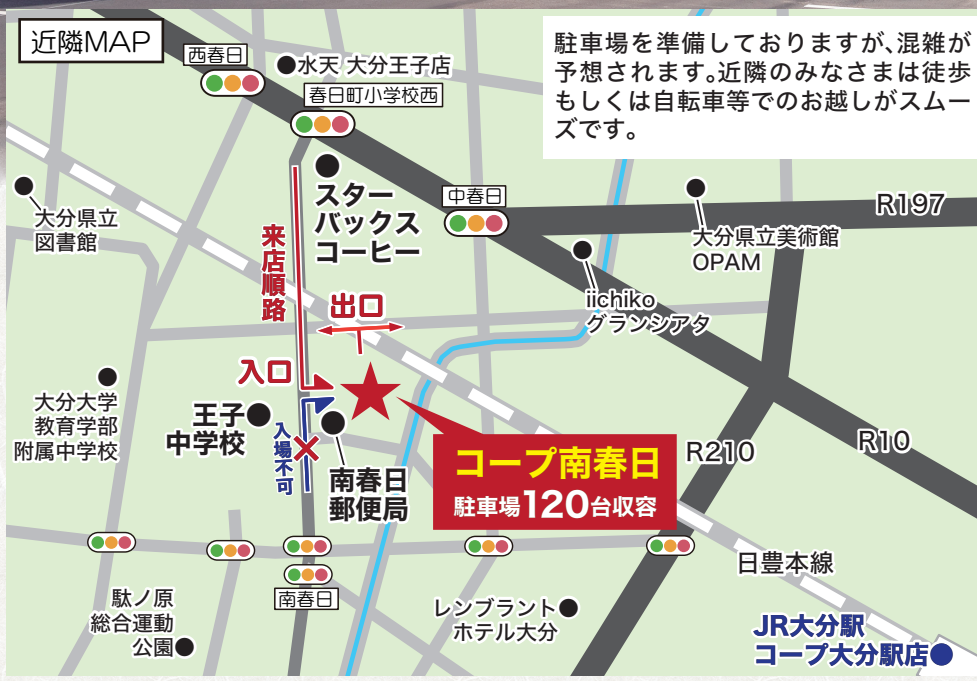 近隣MAP
駐車場を準備しておりますが、混雑が
予想されます。近隣のみなさまは徒歩
もしくは自転車等でのお越しがスムー
ズです。
西春日
水天 大分王子店
春日町小学校西
スター
バックス
コーヒー
中春日
R197
大分県立
図書館
大分県立美術館
OPAM
来店順路
iichiko
グランシアタ
出口
入口
大分大学
教育学部
附属中学校
王子
中学校
入場不可
南春日
郵便局
コープ南春日
駐車場120台収容
R210
R10
日豊本線
南春日
駄ノ原
総合運動
公園
レンブラント
ホテル大分
JR大分駅
コープ大分駅店